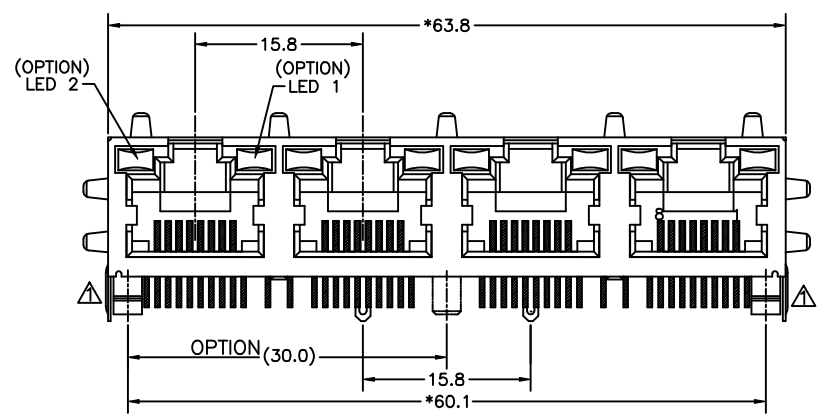 *63.8
15.8
(OPTION)
LED 2
(OPTION)
LED 1
8 1
1
1
OPTION (30.0)
15.8
*60.1